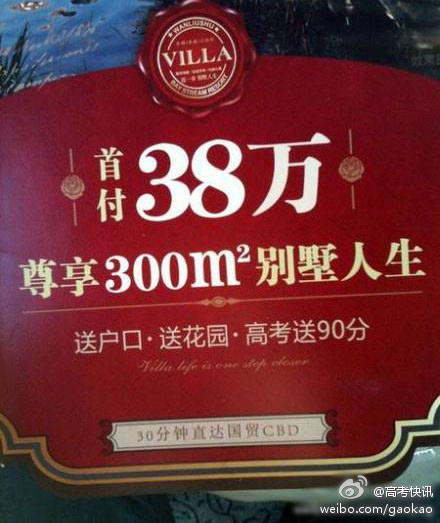 WANLIUSHU
VILLA
BAY STREAM RESORT
首付 38万
尊享300m²别墅人生
送户口·送花园·高考送90分
Villa life is one step closer
30分钟直达国贸CBD
@高考快讯
weibo.com/gaokao